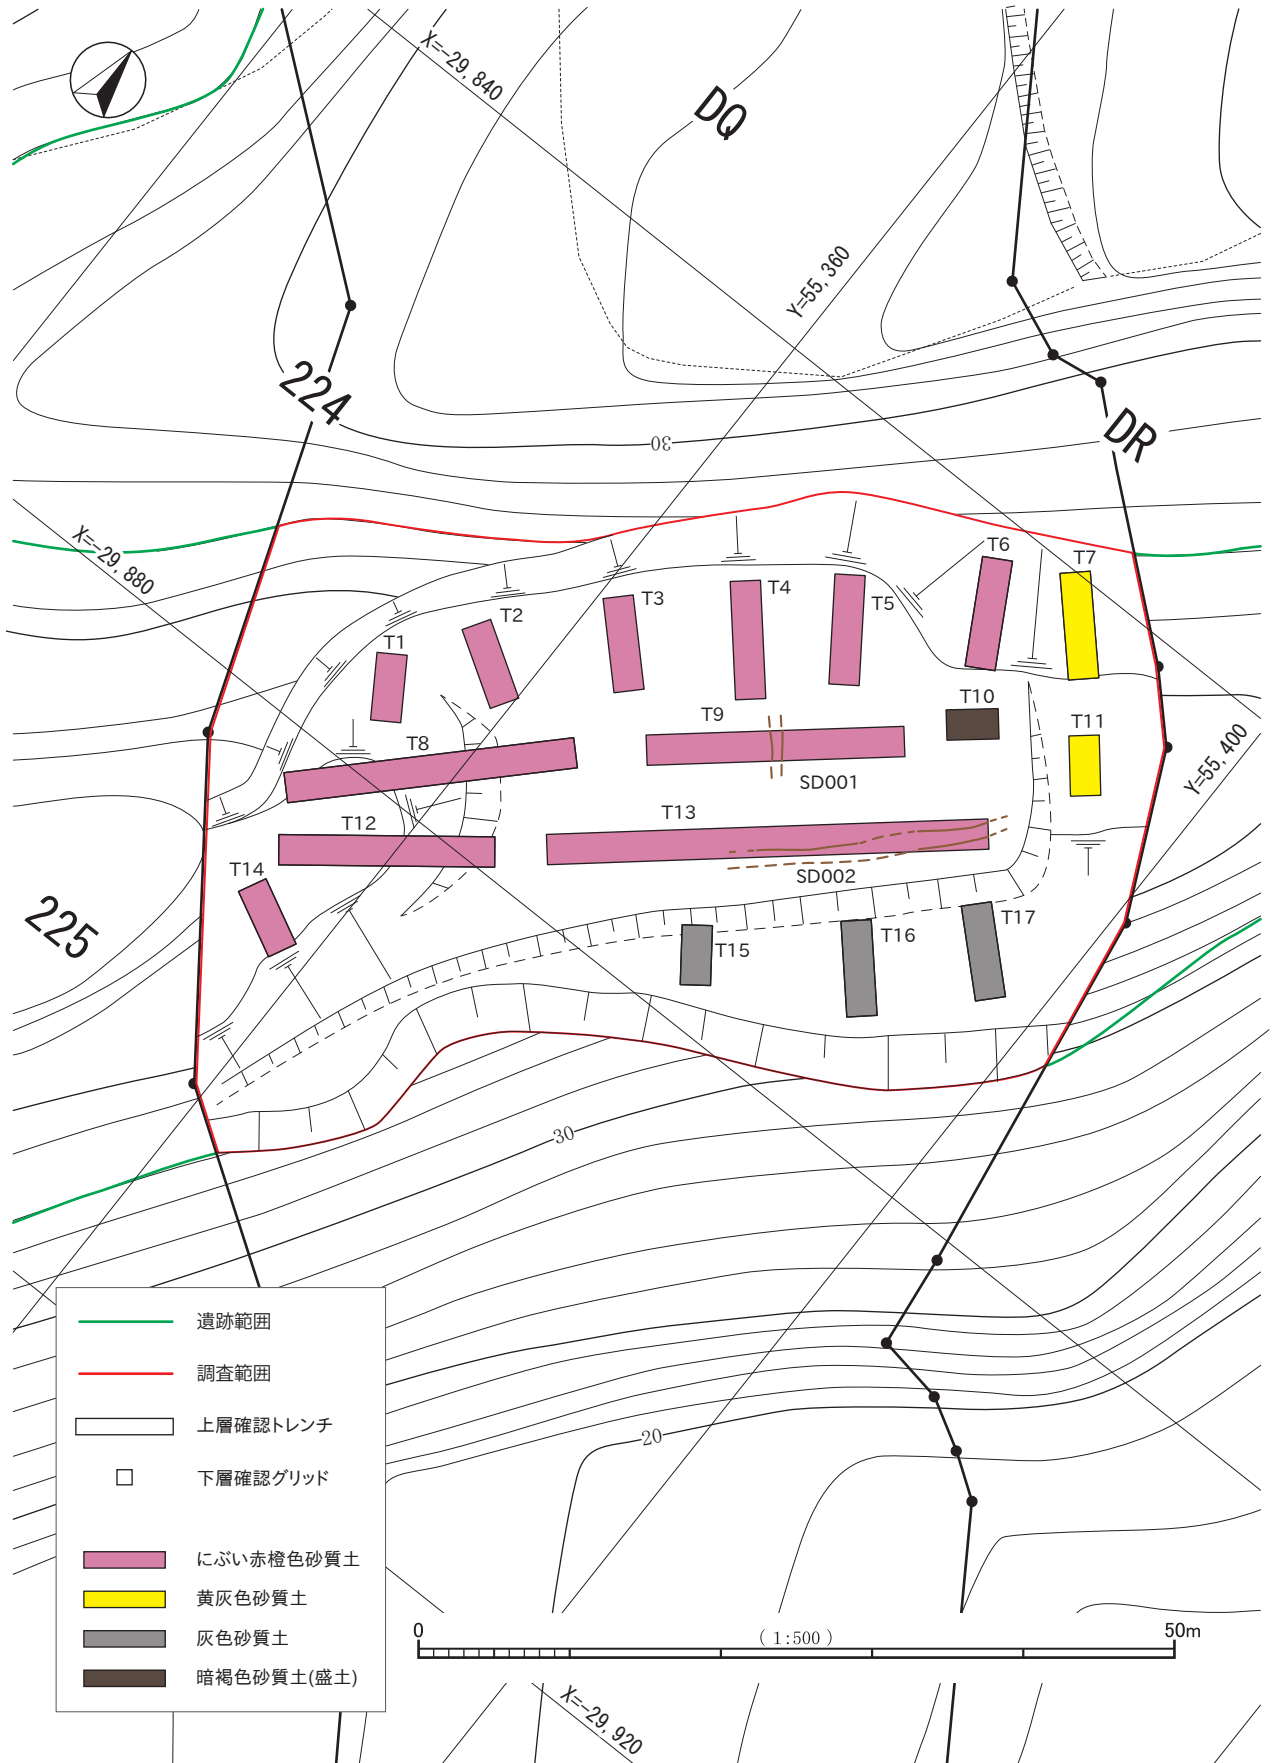 X=-29,840
DQ
Y=55,360
224
30
DR
X=-29,880
T1
T2
T3
T4
T5
T6
T7
T8
T9
T10
T11
SD001
Y=55,400
T12
T13
SD002
T14
225
T15
T16
T17
30
20
遺跡範囲
調査範囲
上層確認トレンチ
下層確認グリッド
にぶい赤橙色砂質土
黄灰色砂質土
灰色砂質土
暗褐色砂質土(盛土)
0
(1:500)
50m
X=-29,920